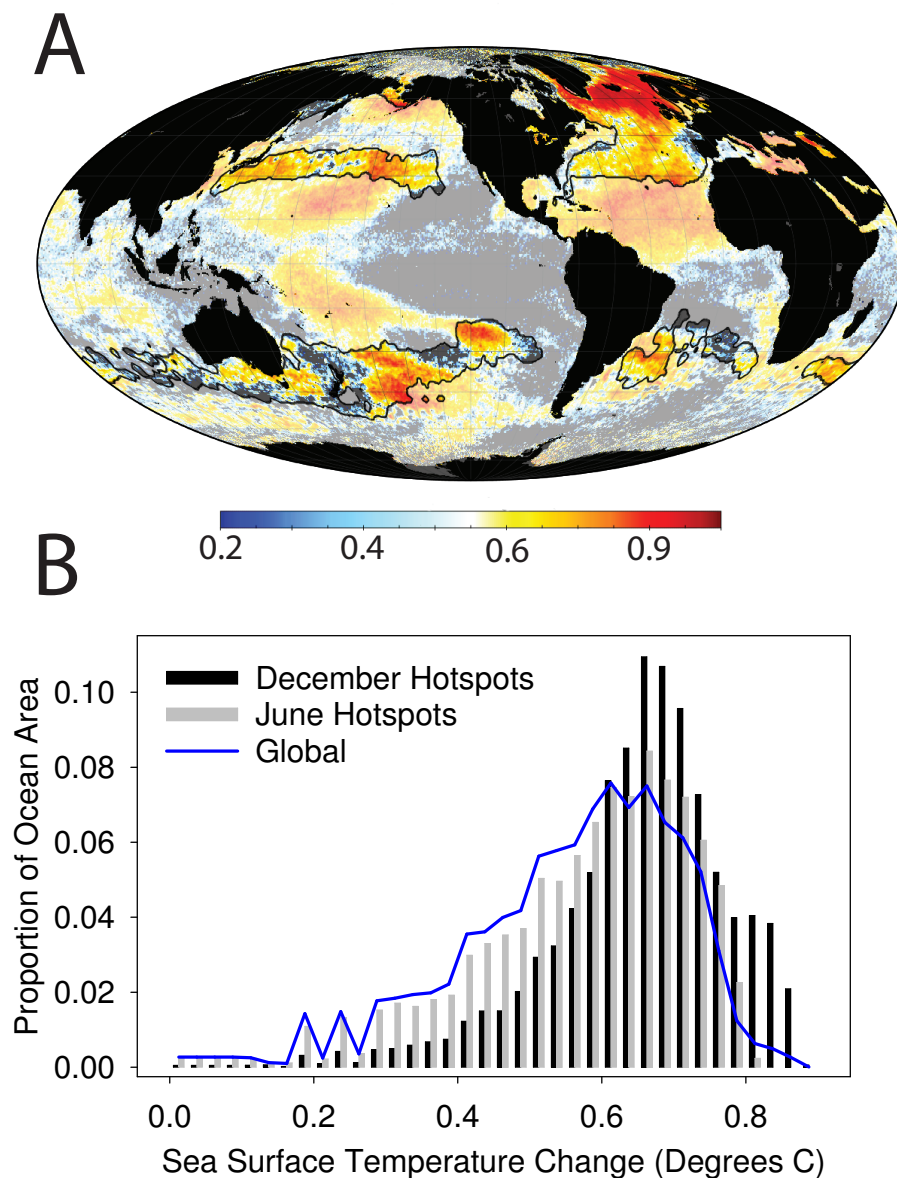 A
0.2 0.4 0.6 0.9
B
December Hotspots
June Hotspots
Global
Proportion of Ocean Area
0.10
0.08
0.06
0.04
0.02
0.00
0.0 0.2 0.4 0.6 0.8
Sea Surface Temperature Change (Degrees C)